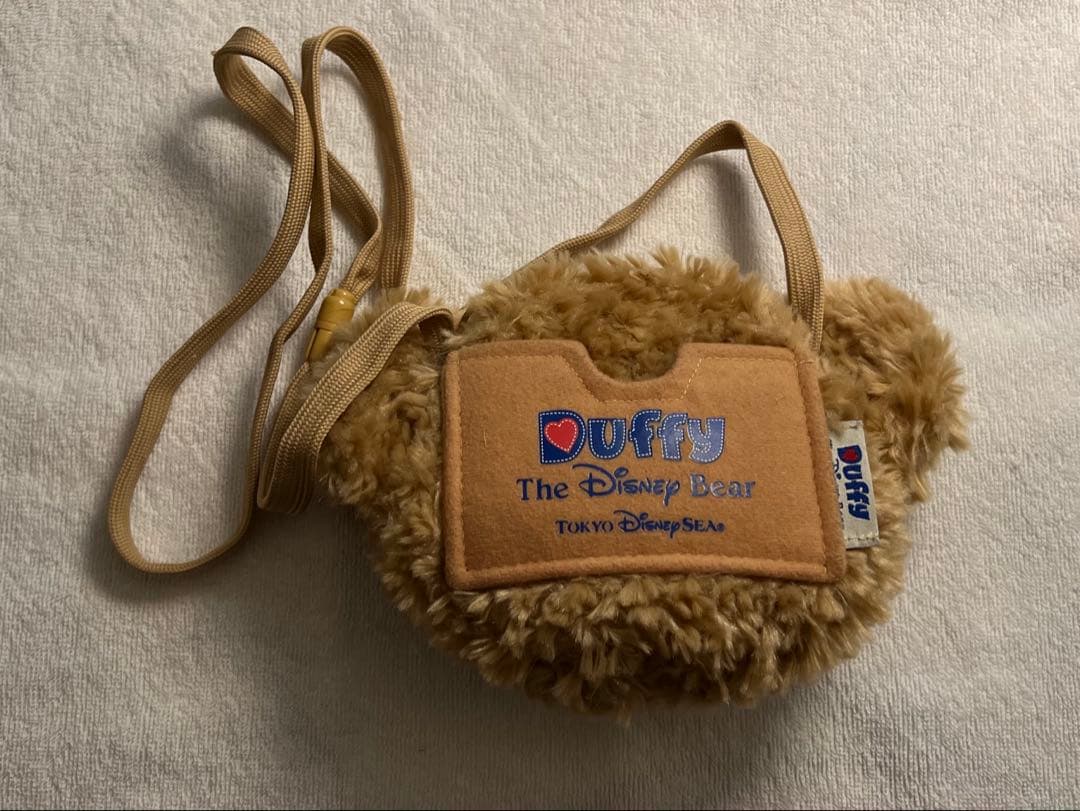 Duffy
The Disney Bear
TOKYO DisneySEA®
Duffy